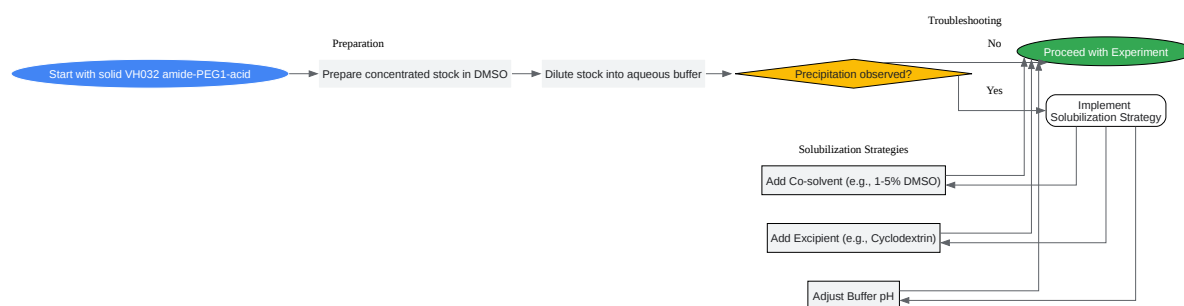 Troubleshooting
Preparation
No
Start with solid VH032 amide-PEG1-acid
Prepare concentrated stock in DMSO
Dilute stock into aqueous buffer
Precipitation observed?
Proceed with Experiment
Yes
Implement
Solubilization Strategy
Solubilization Strategies
Add Co-solvent (e.g., 1-5% DMSO)
Add Excipient (e.g., Cyclodextrin)
Adjust Buffer pH